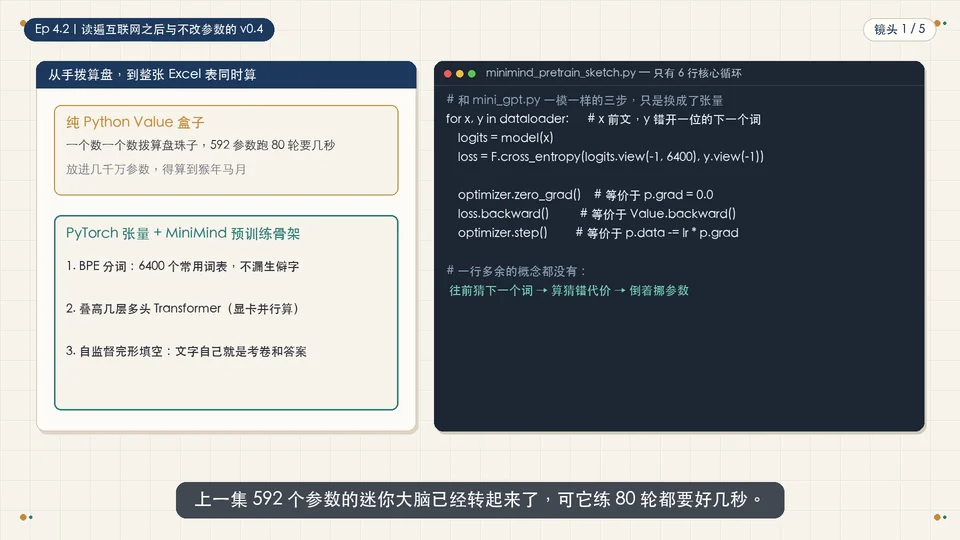 Ep 4.2 | 读遍互联网之后与不改参数的 v0.4
镜头 1 / 5
从手拨算盘，到整张 Excel 表同时算
纯 Python Value 盒子
一个数一个数拨算盘珠子，592 参数跑 80 轮要几秒
放进几千万参数，得算到猴年马月
PyTorch 张量 + MiniMind 预训练骨架
1. BPE 分词：6400 个常用词表，不漏生僻字
2. 叠高几层多头 Transformer（显卡并行算）
3. 自监督完形填空：文字自己就是考卷和答案
minimind_pretrain_sketch.py — 只有 6 行核心循环
# 和 mini_gpt.py 一模一样的三步，只是换成了张量
for x, y in dataloader: # x 前文，y 错开一位的下一个词
logits = model(x)
loss = F.cross_entropy(logits.view(-1, 6400), y.view(-1))
optimizer.zero_grad() # 等价于 p.grad = 0.0
loss.backward() # 等价于 Value.backward()
optimizer.step() # 等价于 p.data -= lr * p.grad
# 一行多余的概念都没有：
往前猜下一个词 → 算猜错代价 → 倒着挪参数
上一集 592 个参数的迷你大脑已经转起来了，可它练 80 轮都要好几秒。